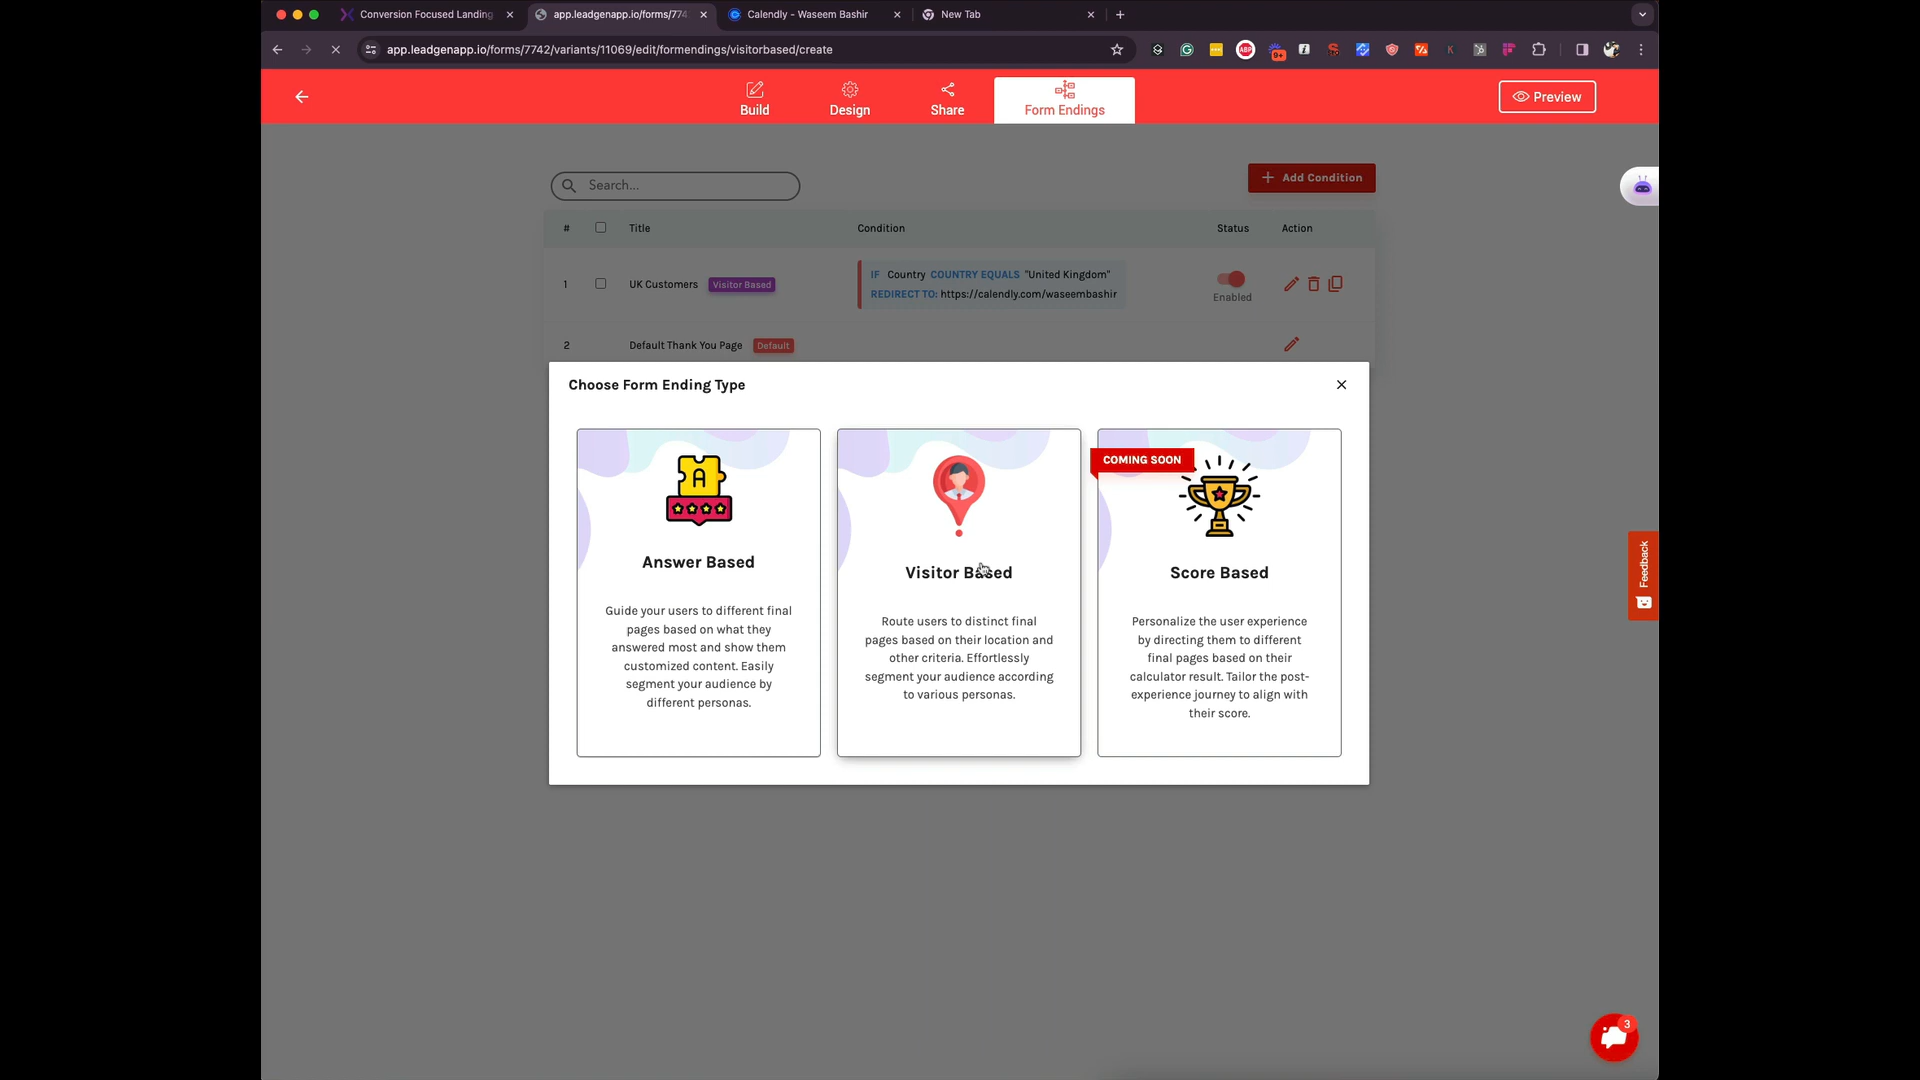 Conversion Focused Landing
app.leadgenapp.io/forms/774
Calendly - Waseem Bashir
New Tab
app.leadgenapp.io/forms/7742/variants/11069/edit/formendings/visitorbased/create
ABP
9+
K
Build
Design
Share
Form Endings
Preview
Search...
+ Add Condition
#
Title
Condition
Status
Action
1
UK Customers
Visitor Based
IF Country COUNTRY EQUALS "United Kingdom"
REDIRECT TO: https://calendly.com/waseembashir
Enabled
2
Default Thank You Page
Default
Choose Form Ending Type
A
Answer Based
Guide your users to different final
pages based on what they
answered most and show them
customized content. Easily
segment your audience by
different personas.
Visitor Based
Route users to distinct final
pages based on their location and
other criteria. Effortlessly
segment your audience according
to various personas.
COMING SOON
Score Based
Personalize the user experience
by directing them to different
final pages based on their
calculator result. Tailor the post-
experience journey to align with
their score.
Feedback
3